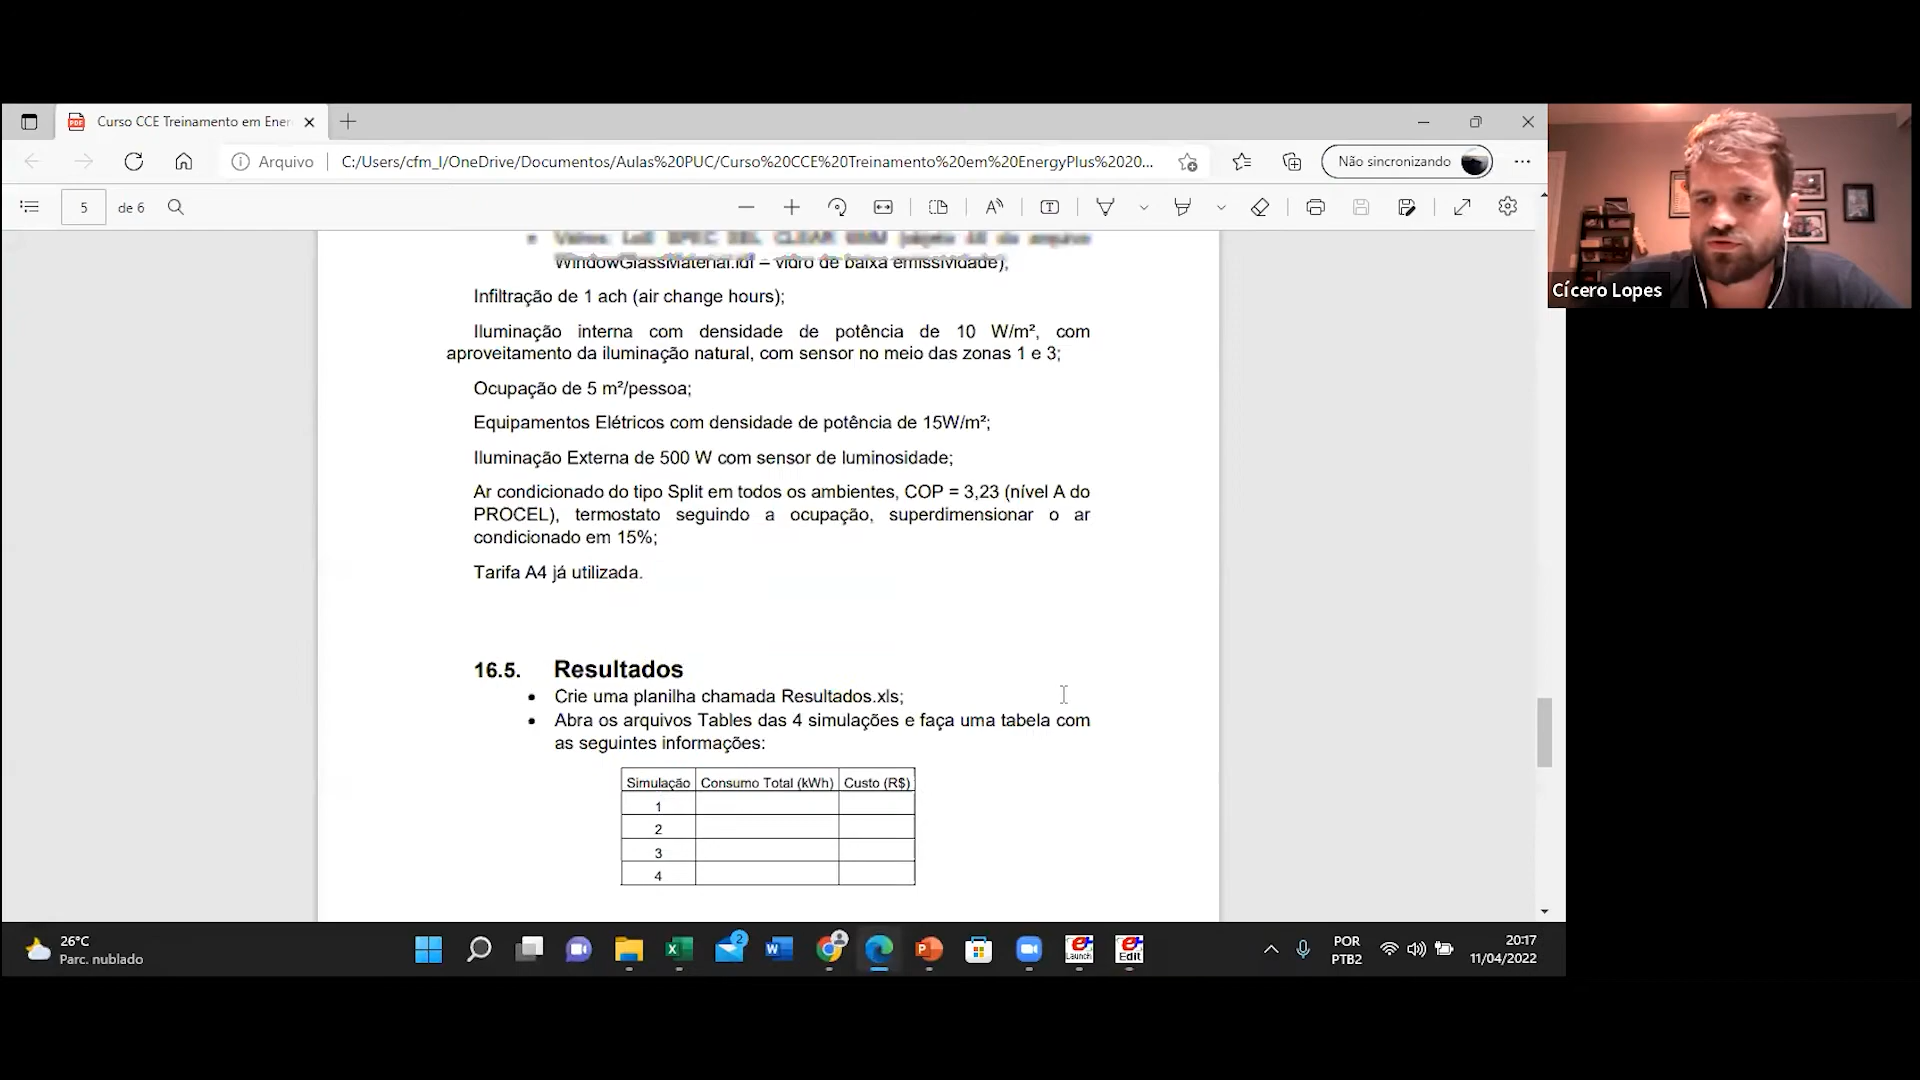 Curso CCE Treinamento em Ener
Arquivo
C:/Users/cfm_l/OneDrive/Documentos/Aulas%20PUC/Curso%20CCE%20Treinamento%20em%20EnergyPlus%2020...
Não sincronizando
5 de 6
WindowGlassMaterial.idf – vidro de baixa emissividade),
Infiltração de 1 ach (air change hours);
Iluminação interna com densidade de potência de 10 W/m², com
aproveitamento da iluminação natural, com sensor no meio das zonas 1 e 3;
Ocupação de 5 m²/pessoa;
Equipamentos Elétricos com densidade de potência de 15W/m²;
Iluminação Externa de 500 W com sensor de luminosidade;
Ar condicionado do tipo Split em todos os ambientes, COP = 3,23 (nível A do
PROCEL), termostato seguindo a ocupação, superdimensionar o ar
condicionado em 15%;
Tarifa A4 já utilizada.
16.5. Resultados
• Crie uma planilha chamada Resultados.xls;
• Abra os arquivos Tables das 4 simulações e faça uma tabela com
as seguintes informações:
Simulação Consumo Total (kWh) Custo (R$)
1
2
3
4
Cícero Lopes
26°C
Parc. nublado
2
Launch
Edit
POR
PTB2
20:17
11/04/2022